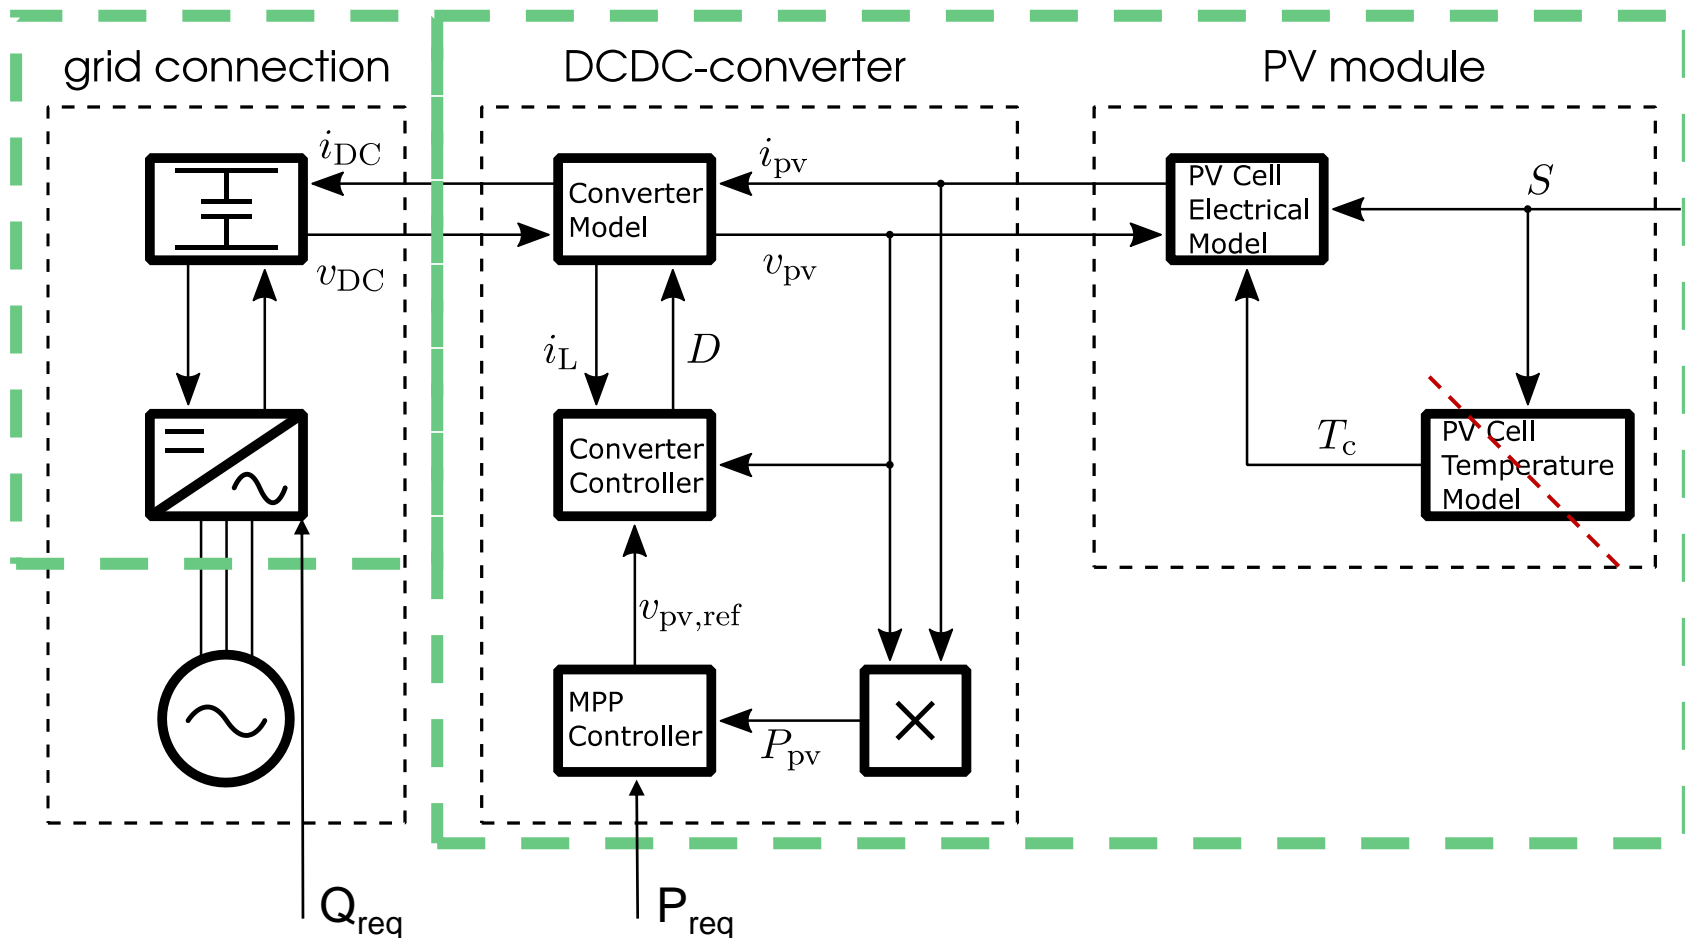 grid connection
DCDC-converter
PV module
i_DC
v_DC
Converter
Model
i_pv
v_pv
PV Cell
Electrical
Model
S
i_L
D
Converter
Controller
T_c
PV Cell
Temperature
Model
v_pv,ref
MPP
Controller
P_pv
×
Q_req
P_req